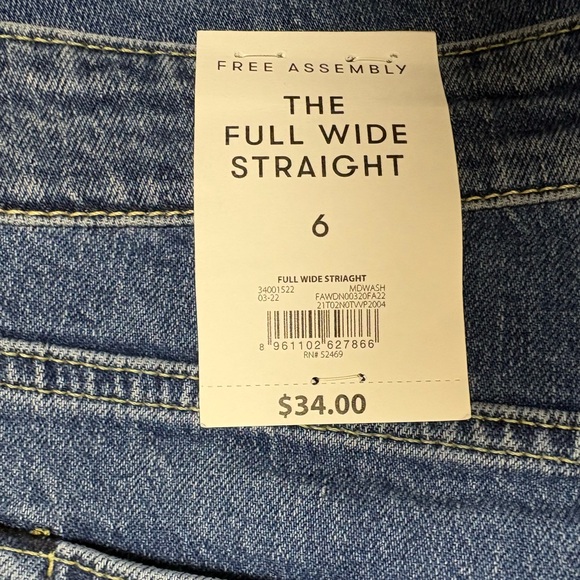 FREE ASSEMBLY
THE
FULL WIDE
STRAIGHT
6
FULL WIDE STRIAGHT
34001522 MDWASH
03-22 FAWDN00320FA22
21T02N0TVVP2004
8 961102 627866
RN# 52469
$34.00